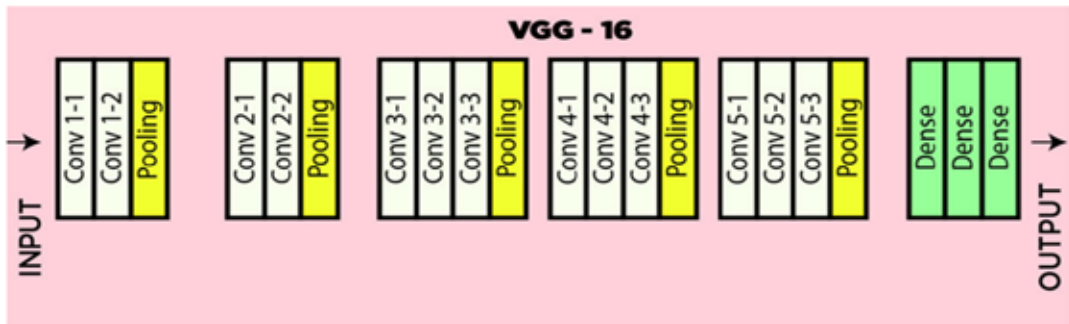 VGG - 16
INPUT
Conv 1-1
Conv 1-2
Pooling
Conv 2-1
Conv 2-2
Pooling
Conv 3-1
Conv 3-2
Conv 3-3
Pooling
Conv 4-1
Conv 4-2
Conv 4-3
Pooling
Conv 5-1
Conv 5-2
Conv 5-3
Pooling
Dense
Dense
Dense
OUTPUT